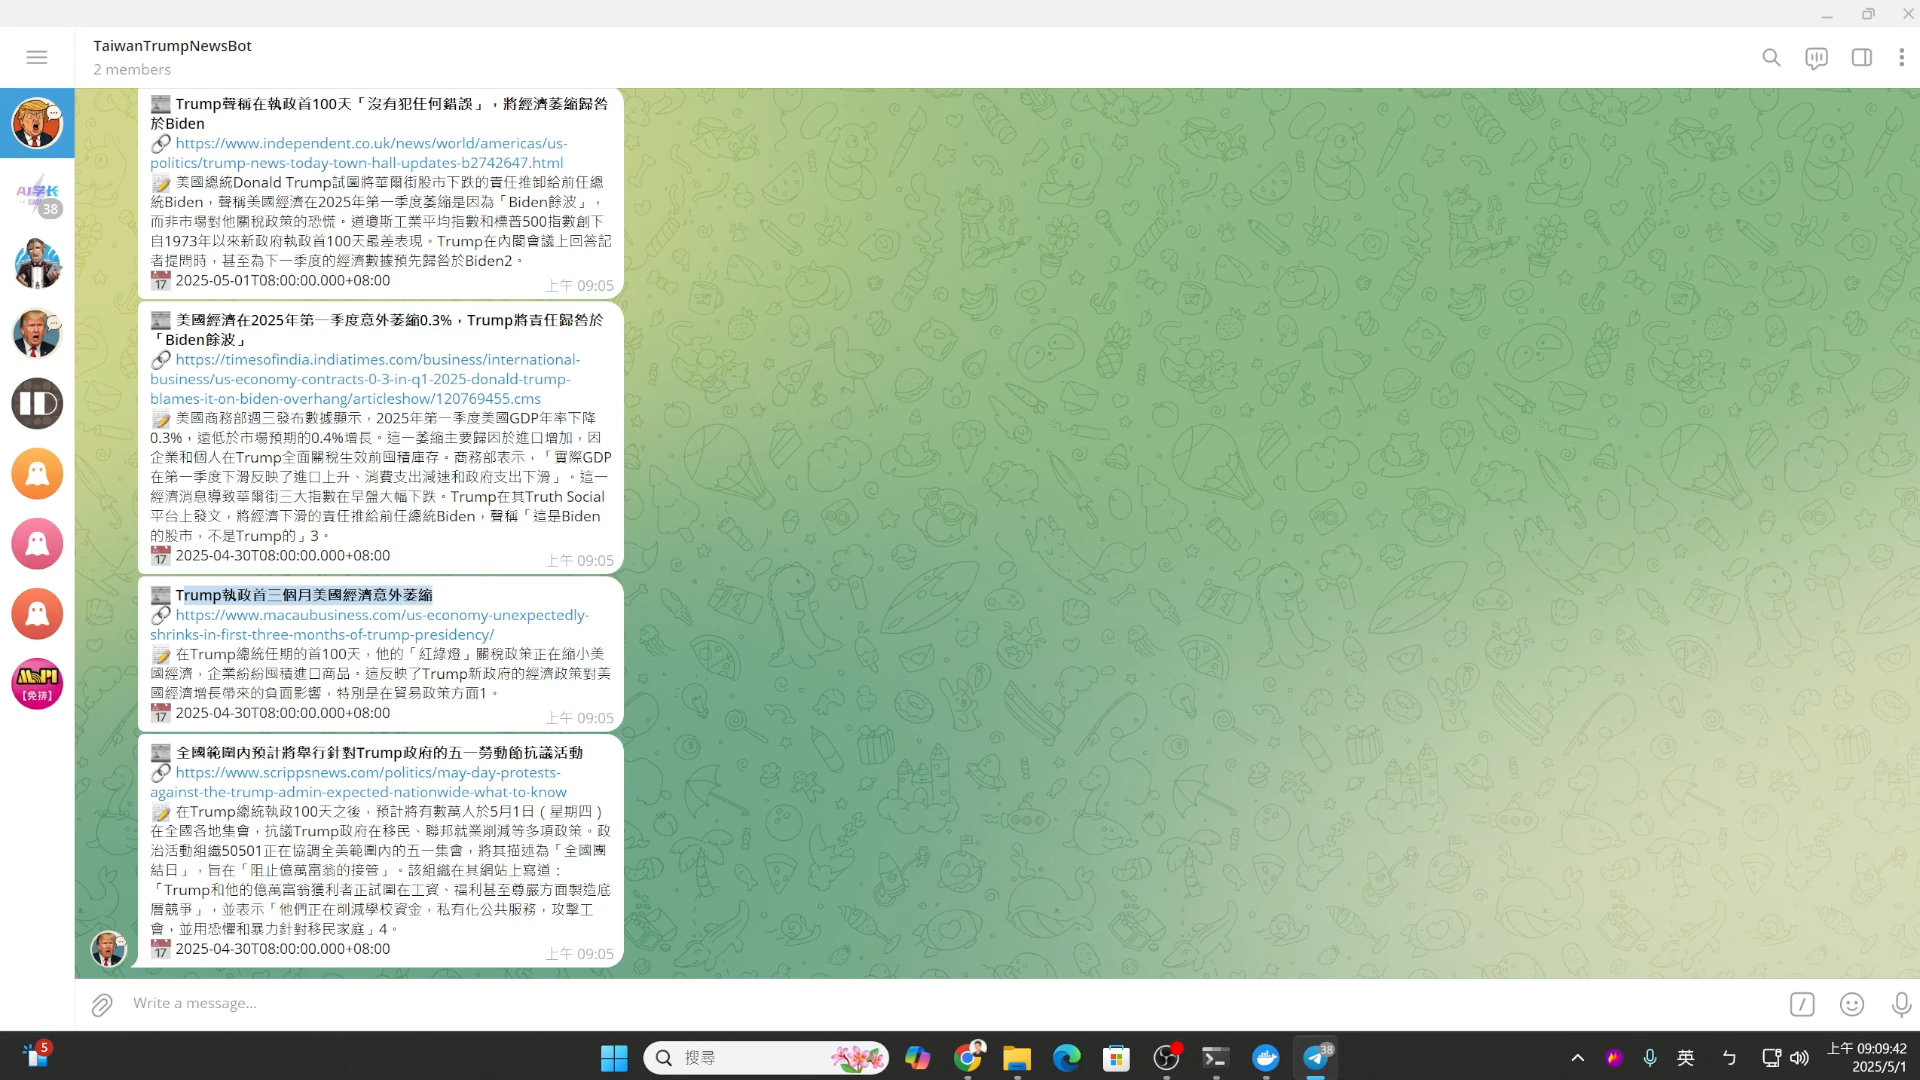 TaiwanTrumpNewsBot
2 members
Trump聲稱在執政首100天「沒有犯任何錯誤」，將經濟萎縮歸咎
於Biden
https://www.independent.co.uk/news/world/americas/us-
politics/trump-news-today-town-hall-updates-b2742647.html
美國總統Donald Trump試圖將華爾街股市下跌的責任推卸給前任總
統Biden，聲稱美國經濟在2025年第一季度萎縮是因為「Biden餘波」，
而非市場對他關稅政策的恐慌。道瓊斯工業平均指數和標普500指數創下
自1973年以來新政府執政首100天最差表現。Trump在內閣會議上回答記
者提問時，甚至為下一季度的經濟數據預先歸咎於Biden2。
17 2025-05-01T08:00:00.000+08:00
上午 09:05
美國經濟在2025年第一季度意外萎縮0.3%，Trump將責任歸咎於
「Biden餘波」
https://timesofindia.indiatimes.com/business/international-
business/us-economy-contracts-0-3-in-q1-2025-donald-trump-
blames-it-on-biden-overhang/articleshow/120769455.cms
美國商務部週三發布數據顯示，2025年第一季度美國GDP年率下降
0.3%，遠低於市場預期的0.4%增長。這一萎縮主要歸因於進口增加，因
企業和個人在Trump全面關稅生效前囤積庫存。商務部表示，「實際GDP
在第一季度下滑反映了進口上升、消費支出減速和政府支出下滑」。這一
經濟消息導致華爾街三大指數在早盤大幅下跌。Trump在其Truth Social
平台上發文，將經濟下滑的責任推給前任總統Biden，聲稱「這是Biden
的股市，不是Trump的」3。
17 2025-04-30T08:00:00.000+08:00
上午 09:05
Trump執政首三個月美國經濟意外萎縮
https://www.macaubusiness.com/us-economy-unexpectedly-
shrinks-in-first-three-months-of-trump-presidency/
在Trump總統任期的首100天，他的「紅綠燈」關稅政策正在縮小美
國經濟，企業紛紛囤積進口商品。這反映了Trump新政府的經濟政策對美
國經濟增長帶來的負面影響，特別是在貿易政策方面1。
17 2025-04-30T08:00:00.000+08:00
上午 09:05
全國範圍內預計將舉行針對Trump政府的五一勞動節抗議活動
https://www.scrippsnews.com/politics/may-day-protests-
against-the-trump-admin-expected-nationwide-what-to-know
在Trump總統執政100天之後，預計將有數萬人於5月1日（星期四）
在全國各地集會，抗議Trump政府在移民、聯邦就業削減等多項政策。政
治活動組織50501正在協調全美範圍內的五一集會，將其描述為「全國團
結日」，旨在「阻止億萬富翁的接管」。該組織在其網站上寫道：
「Trump和他的億萬富翁獲利者正試圖在工資、福利甚至尊嚴方面製造底
層競爭」，並表示「他們正在削減學校資金，私有化公共服務，攻擊工
會，並用恐懼和暴力針對移民家庭」4。
17 2025-04-30T08:00:00.000+08:00
上午 09:05
AI学长
38
【免排】
Write a message...
5
搜尋
38
英
ㄅ
上午 09:09:42
2025/5/1